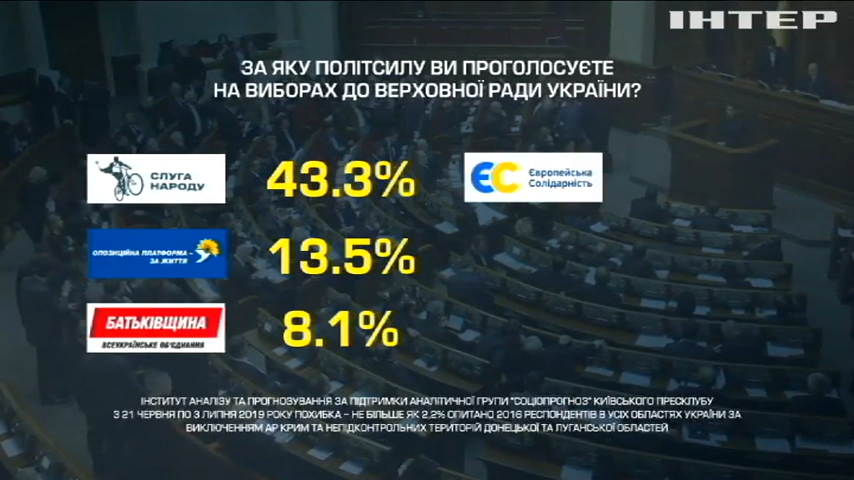 ІНТЕР
ЗА ЯКУ ПОЛІТСИЛУ ВИ ПРОГОЛОСУЄТЕ
НА ВИБОРАХ ДО ВЕРХОВНОЇ РАДИ УКРАЇНИ?
СЛУГА
НАРОДУ
43.3%
ЄС Європейська
Солідарність
ОПОЗИЦІЙНА ПЛАТФОРМА –
ЗА ЖИТТЯ
13.5%
БАТЬКІВЩИНА
ВСЕУКРАЇНСЬКЕ ОБ'ЄДНАННЯ
8.1%
ІНСТИТУТ АНАЛІЗУ ТА ПРОГНОЗУВАННЯ ЗА ПІДТРИМКИ АНАЛІТИЧНОЇ ГРУПИ "СОЦІОПРОГНОЗ" КИЇВСЬКОГО ПРЕСКЛУБУ
З 21 ЧЕРВНЯ ПО 3 ЛИПНЯ 2019 РОКУ ПОХИБКА – НЕ БІЛЬШЕ ЯК 2,2% ОПИТАНО 2016 РЕСПОНДЕНТІВ В УСІХ ОБЛАСТЯХ УКРАЇНИ ЗА
ВИКЛЮЧЕННЯМ АР КРИМ ТА НЕПІДКОНТРОЛЬНИХ ТЕРИТОРІЙ ДОНЕЦЬКОЇ ТА ЛУГАНСЬКОЇ ОБЛАСТЕЙ